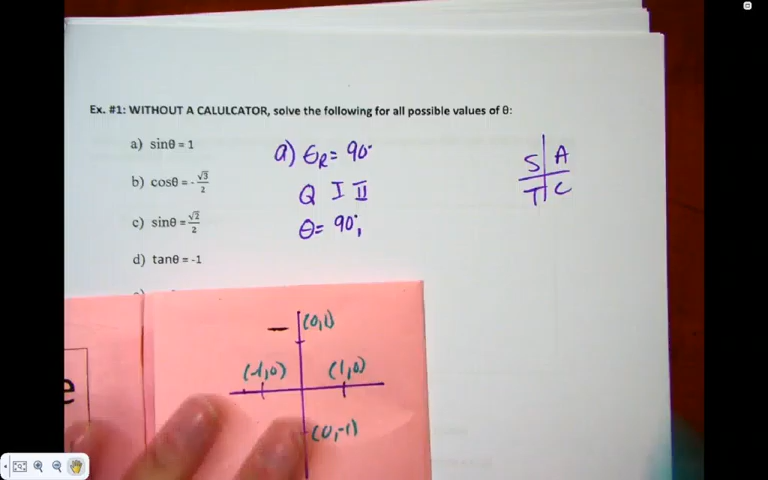 Ex. #1: WITHOUT A CALULCATOR, solve the following for all possible values of θ:
a) sinθ = 1
b) cosθ = -√3/2
c) sinθ = √2/2
d) tanθ = -1
a) θR = 90°
Q I II
θ = 90°,
S A
T C
(0,1)
(-1,0) (1,0)
(0,-1)
e